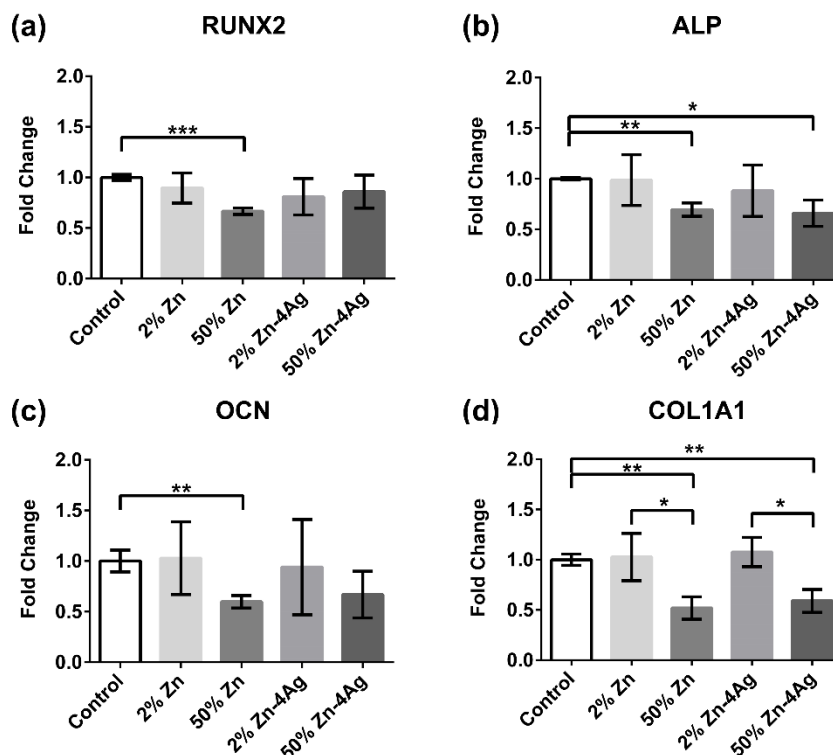 (a) RUNX2
Fold Change
2.0
1.5
1.0
0.5
0.0
***
Control
2% Zn
50% Zn
2% Zn-4Ag
50% Zn-4Ag
(b) ALP
Fold Change
2.0
1.5
1.0
0.5
0.0
*
**
Control
2% Zn
50% Zn
2% Zn-4Ag
50% Zn-4Ag
(c) OCN
Fold Change
2.0
1.5
1.0
0.5
0.0
**
Control
2% Zn
50% Zn
2% Zn-4Ag
50% Zn-4Ag
(d) COL1A1
Fold Change
2.0
1.5
1.0
0.5
0.0
**
**
*
*
Control
2% Zn
50% Zn
2% Zn-4Ag
50% Zn-4Ag